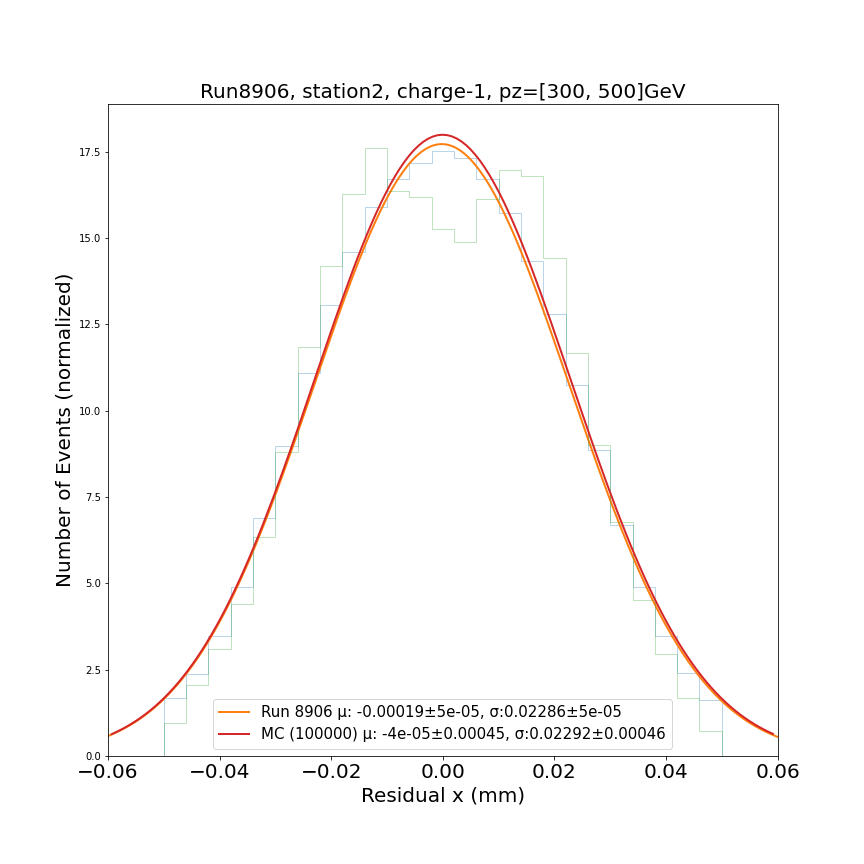 Run8906, station2, charge-1, pz=[300, 500]GeV
Number of Events (normalized)
17.5
15.0
12.5
10.0
7.5
5.0
2.5
0.0
Run 8906 μ: -0.00019±5e-05, σ:0.02286±5e-05
MC (100000) μ: -4e-05±0.00045, σ:0.02292±0.00046
−0.06 −0.04 −0.02 0.00 0.02 0.04 0.06
Residual x (mm)